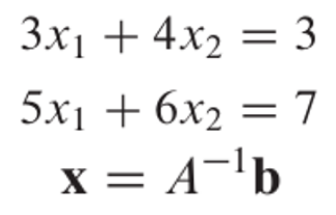 3x₁ + 4x₂ = 3
5x₁ + 6x₂ = 7
𝐱 = A⁻¹𝐛